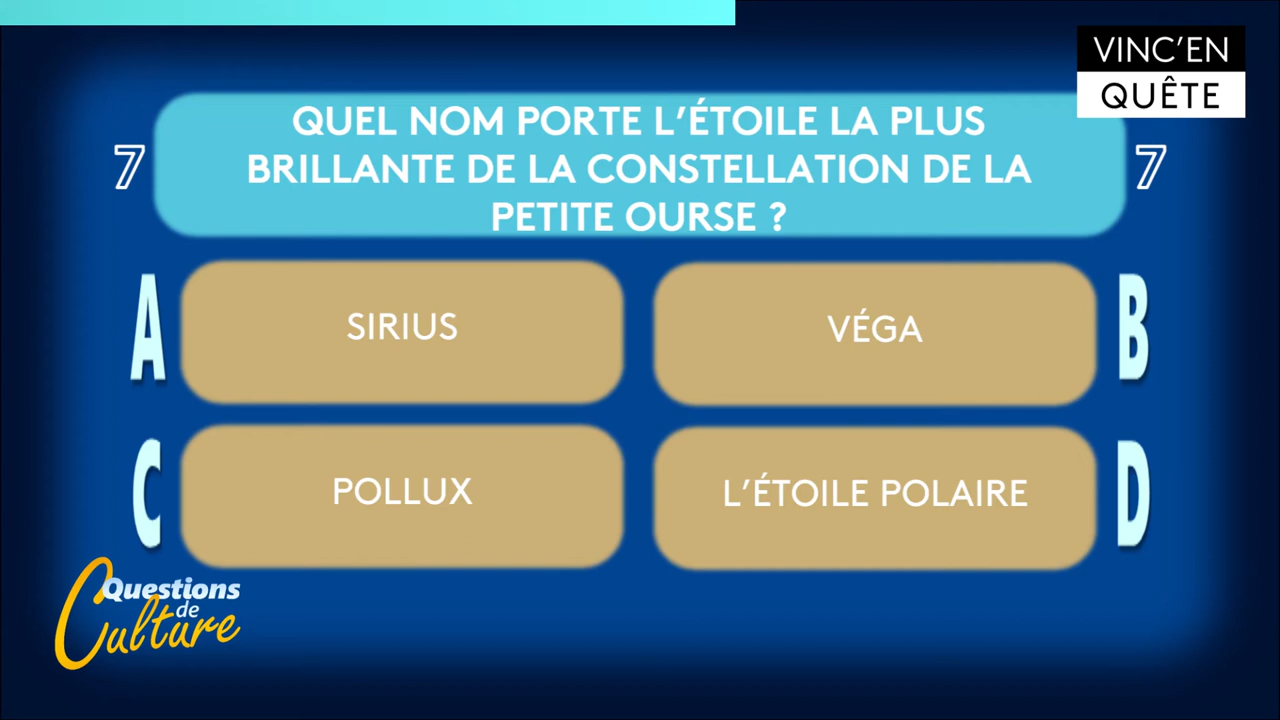 VINC'EN
QUÊTE
QUEL NOM PORTE L'ÉTOILE LA PLUS
BRILLANTE DE LA CONSTELLATION DE LA
PETITE OURSE ?
7
7
A
SIRIUS
VÉGA
B
C
POLLUX
L'ÉTOILE POLAIRE
D
Questions
de
Culture